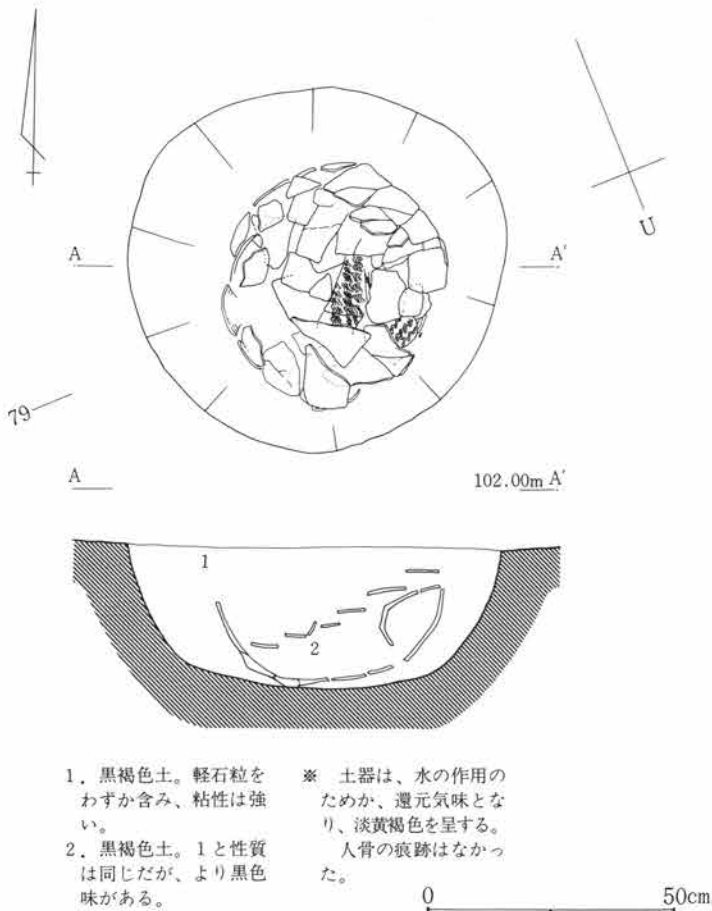 U
A A'
79
A 102.00m A'
1
2
1．黒褐色土。軽石粒を
わずか含み、粘性は強
い。
2．黒褐色土。1と性質
は同じだが、より黒色
味がある。
※　土器は、水の作用の
ためか、還元気味とな
り、淡黄褐色を呈する。
人骨の痕跡はなかっ
た。
0 50cm